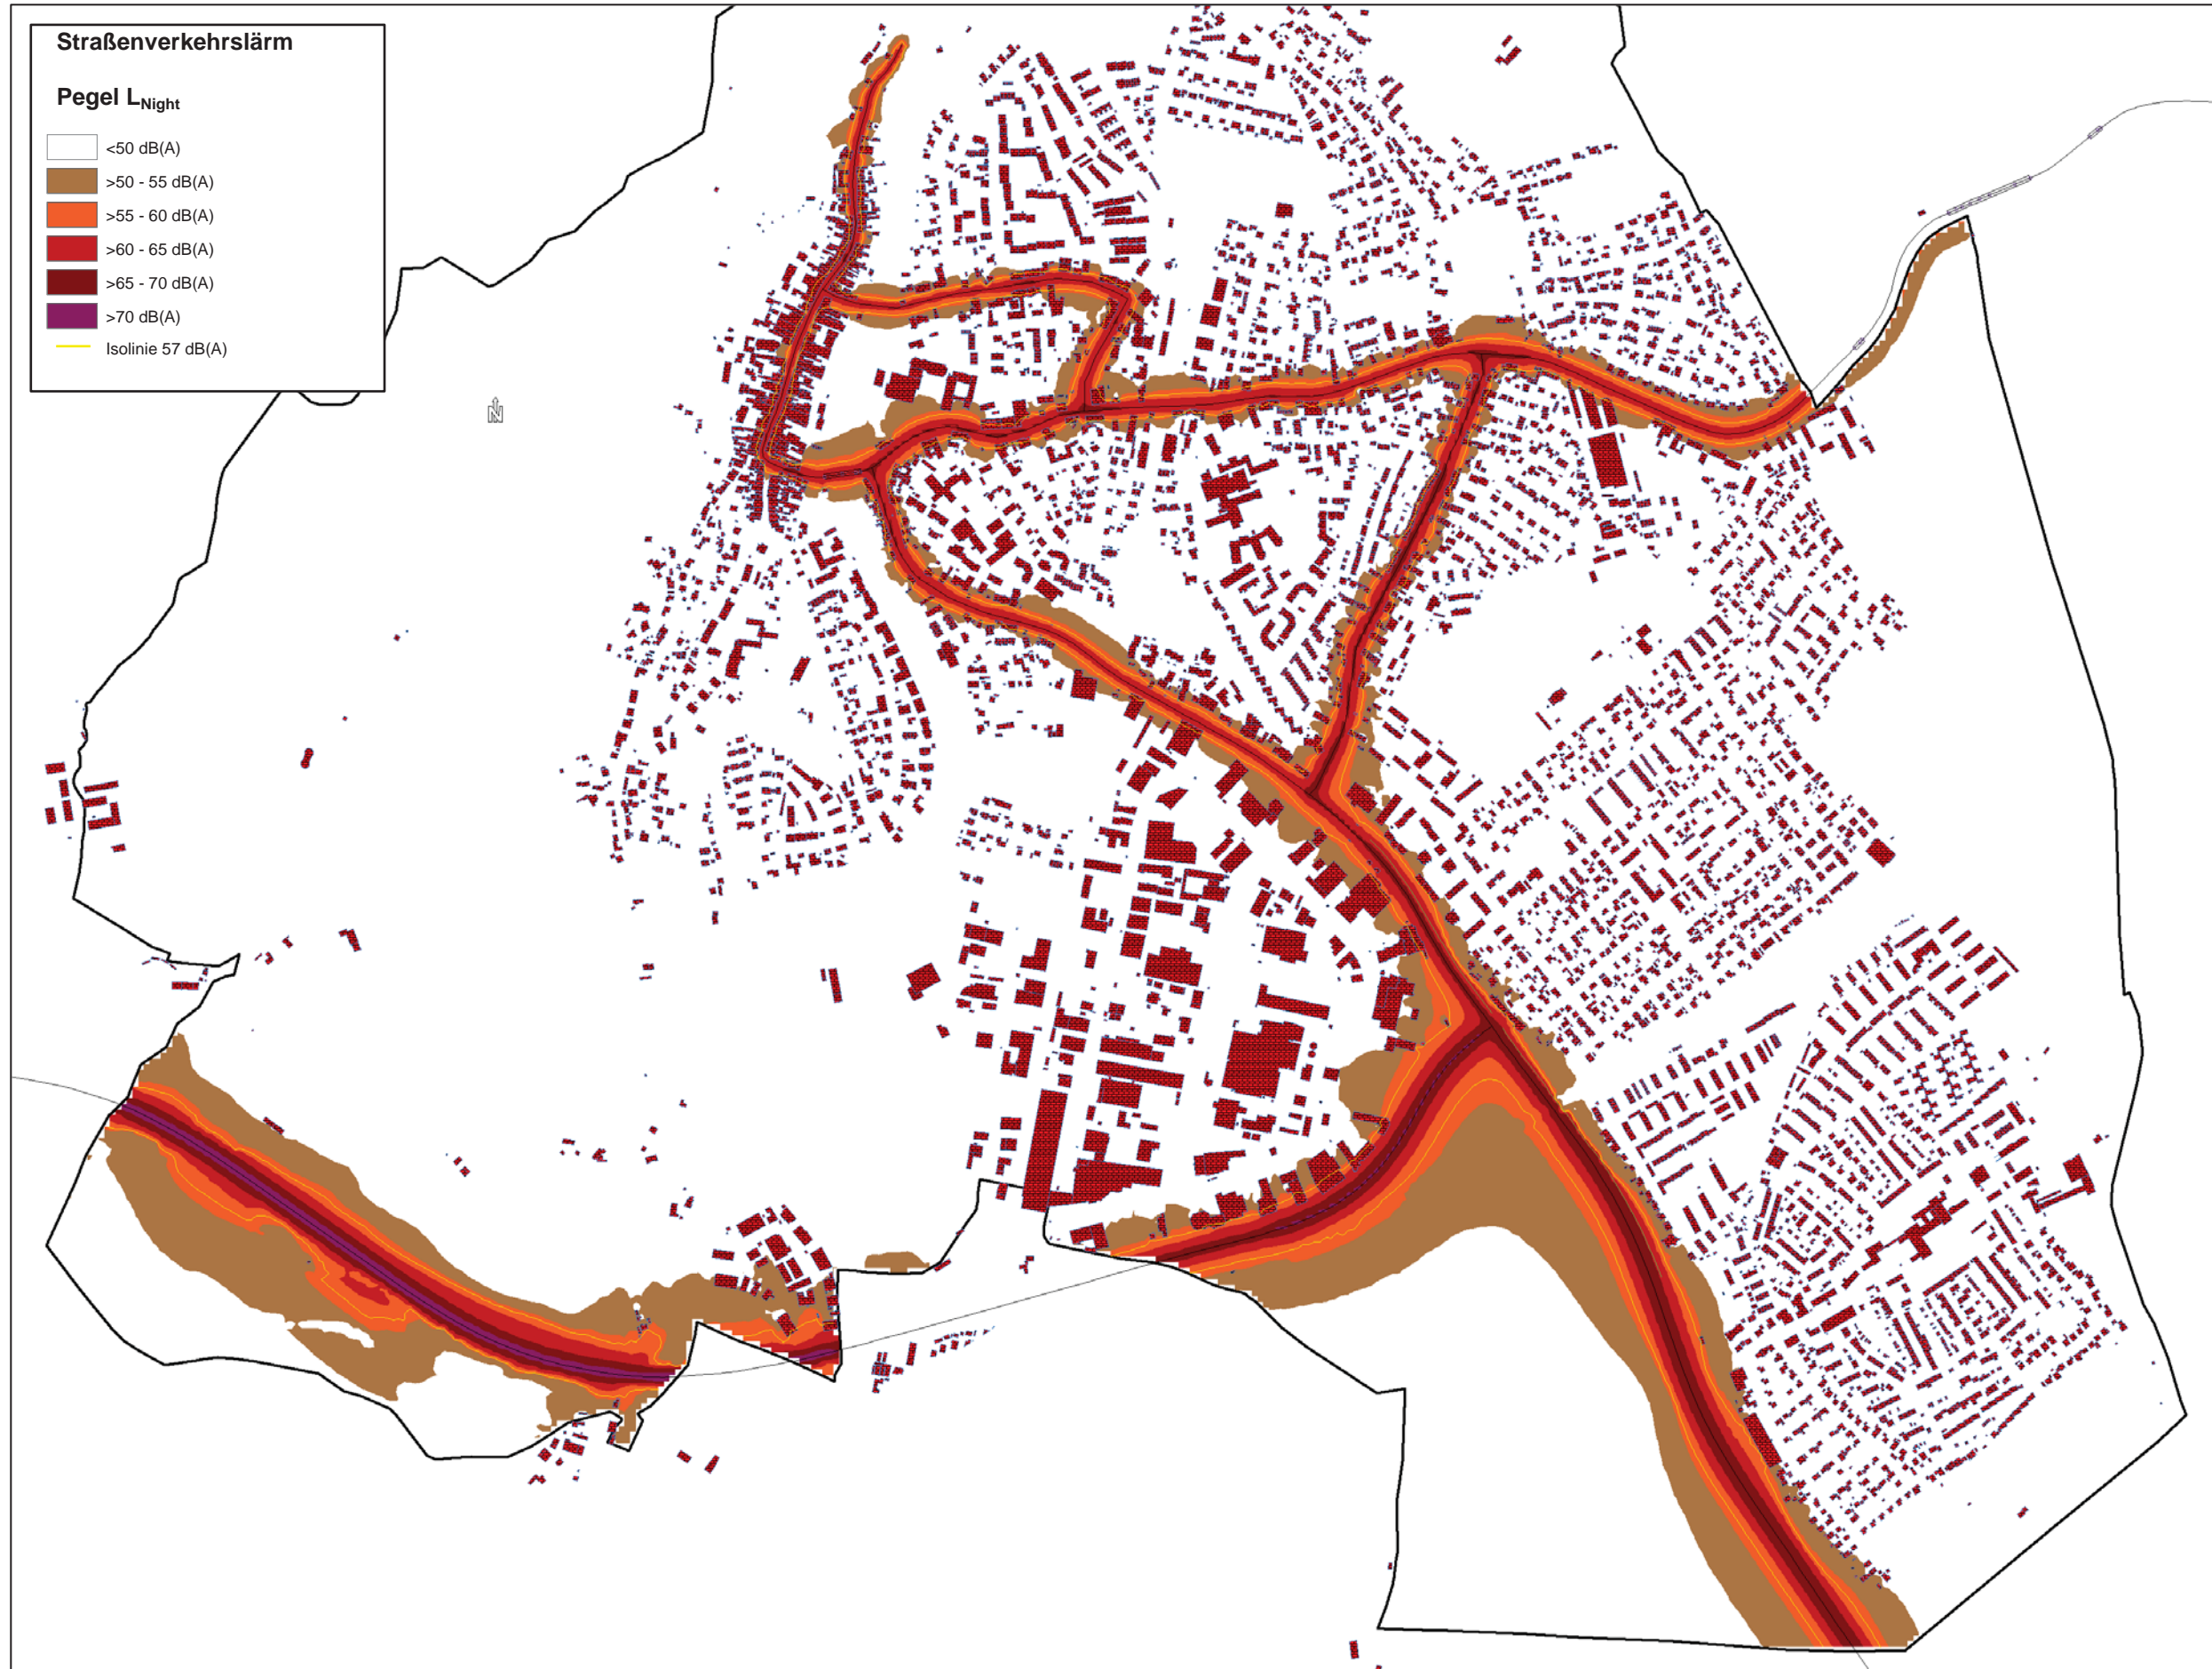 Straßenverkehrslärm
Pegel LNight
<50 dB(A)
>50 - 55 dB(A)
>55 - 60 dB(A)
>60 - 65 dB(A)
>65 - 70 dB(A)
>70 dB(A)
Isolinie 57 dB(A)
N